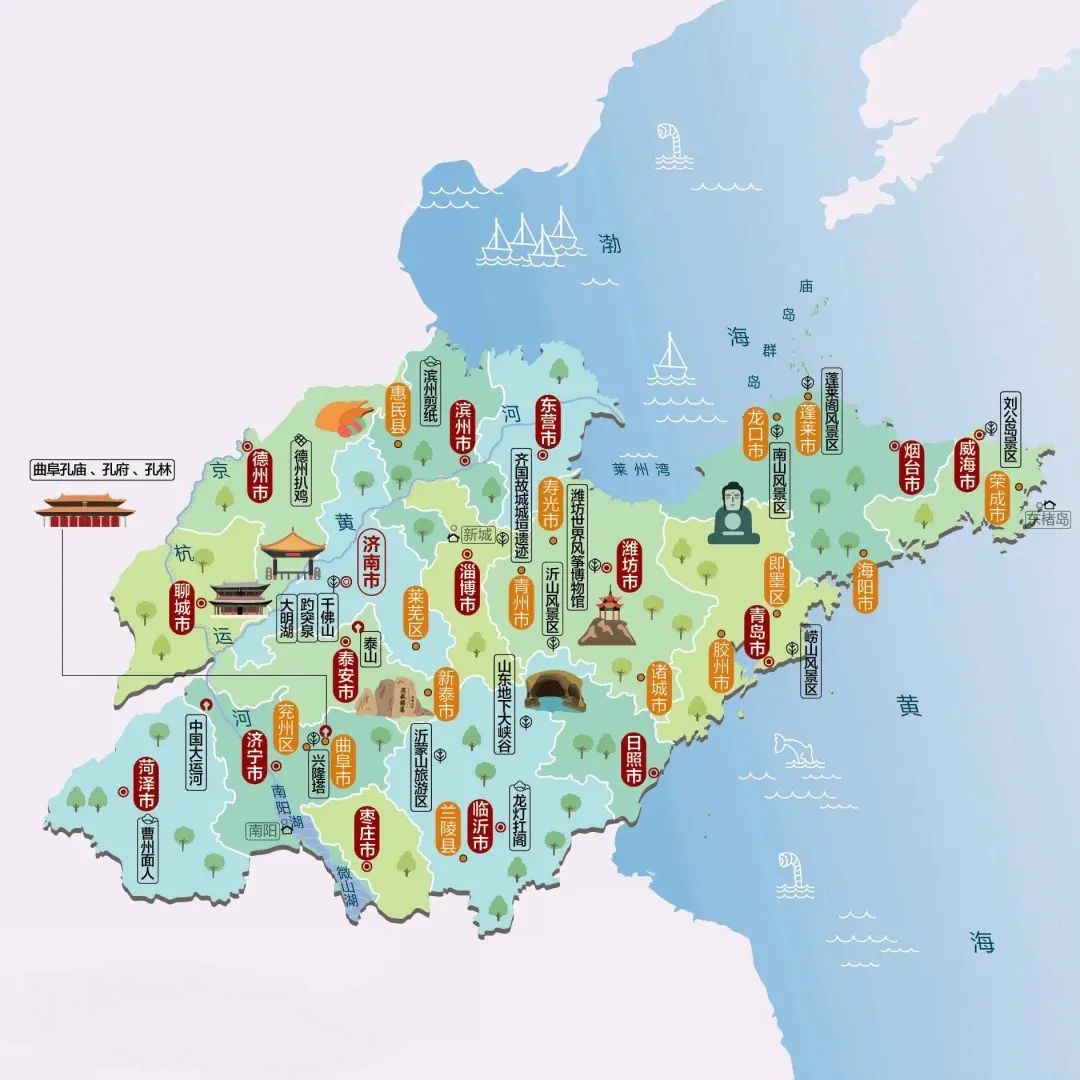 渤
海
庙
岛
群
岛
惠民县
滨州剪纸
滨州市
河
东营市
龙口市
蓬莱市
蓬莱阁风景区
刘公岛景区
京
德州市
德州扒鸡
曲阜孔庙、孔府、孔林
齐国故城城垣遗迹
寿光市
潍坊世界风筝博物馆
莱州湾
南山风景区
烟台市
威海市
荣成市
东楮岛
黄
新城
杭
济南市
淄博市
潍坊市
聊城市
大明湖
趵突泉
千佛山
莱芜区
青州市
沂山风景区
即墨区
海阳市
运
泰安市
泰山
青岛市
崂山风景区
胶州市
新泰市
山东地下大峡谷
诸城市
河
中国大运河
济宁市
兖州区
兴隆塔
曲阜市
沂蒙山旅游区
日照市
黄
菏泽市
曹州面人
南阳湖
南阳
枣庄市
兰陵县
临沂市
龙灯扛阁
微山湖
海